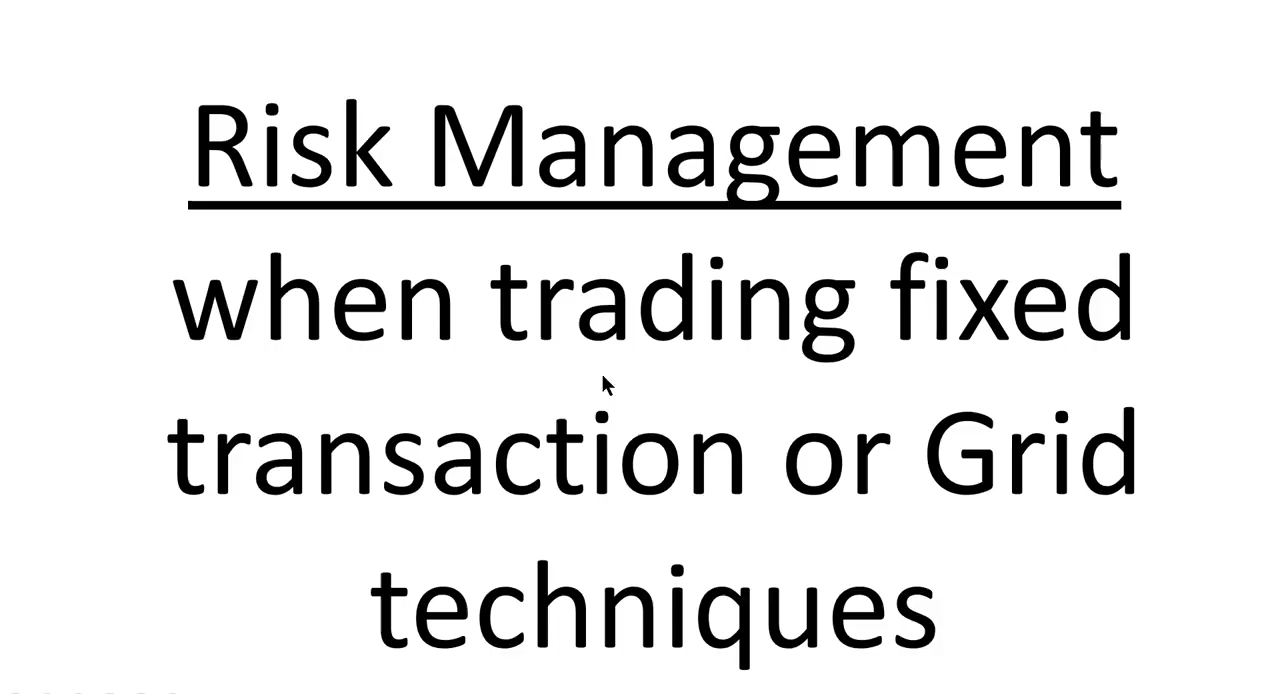 Risk Management
when trading fixed
transaction or Grid
techniques